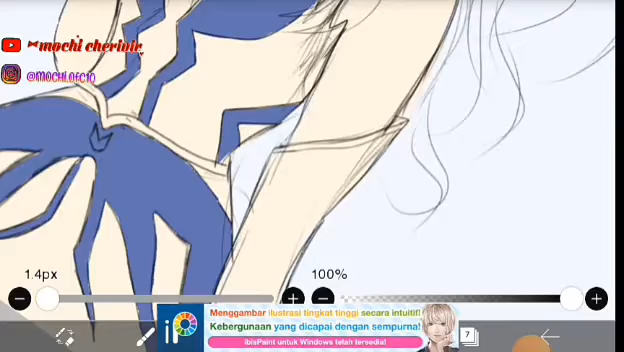 mochi cherivir
@mochi.ofc10
1.4px
100%
Menggambar ilustrasi tingkat tinggi secara intuitif!
Kebergunaan yang dicapai dengan sempurna!
ibisPaint untuk Windows telah tersedia!
7